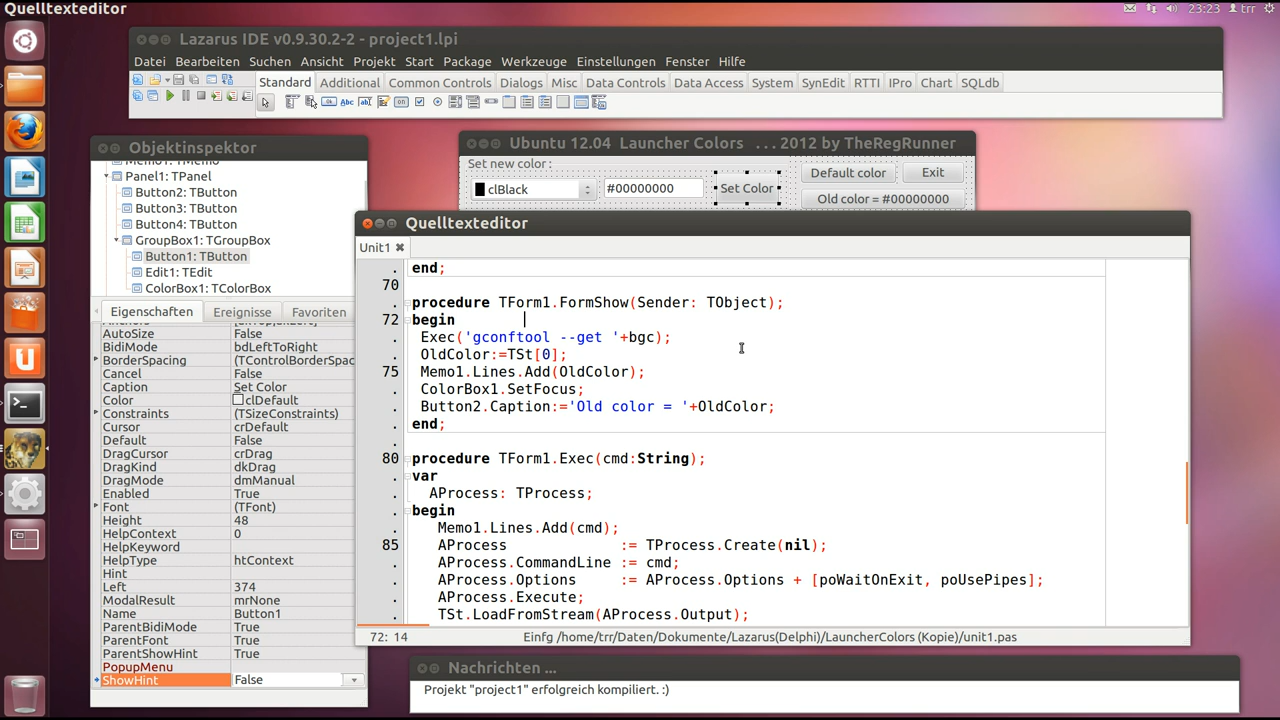 Quelltexteditor
23:23 trr
Lazarus IDE v0.9.30.2-2 - project1.lpi
Datei Bearbeiten Suchen Ansicht Projekt Start Package Werkzeuge Einstellungen Fenster Hilfe
Standard Additional Common Controls Dialogs Misc Data Controls Data Access System SynEdit RTTI IPro Chart SQLdb
Ok Abc ab| on
Objektinspektor
Memo1: TMemo
Panel1: TPanel
Button2: TButton
Button3: TButton
Button4: TButton
GroupBox1: TGroupBox
Button1: TButton
Edit1: TEdit
ColorBox1: TColorBox
Eigenschaften Ereignisse Favoriten
AutoSize False
BidiMode bdLeftToRight
BorderSpacing (TControlBorderSpac
Cancel False
Caption Set Color
Color clDefault
Constraints (TSizeConstraints)
Cursor crDefault
Default False
DragCursor crDrag
DragKind dkDrag
DragMode dmManual
Enabled True
Font (TFont)
Height 48
HelpContext 0
HelpKeyword
HelpType htContext
Hint
Left 374
ModalResult mrNone
Name Button1
ParentBidiMode True
ParentFont True
ParentShowHint True
PopupMenu
ShowHint False
Ubuntu 12.04 Launcher Colors ... 2012 by TheRegRunner
Set new color :
clBlack #00000000 Set Color Default color Exit
Old color = #00000000
Quelltexteditor
Unit1
. end;
70
. procedure TForm1.FormShow(Sender: TObject);
72 begin
. Exec('gconftool --get '+bgc);
. OldColor:=TSt[0];
75 Memo1.Lines.Add(OldColor);
. ColorBox1.SetFocus;
. Button2.Caption:='Old color = '+OldColor;
. end;
.
80 procedure TForm1.Exec(cmd:String);
. var
. AProcess: TProcess;
. begin
. Memo1.Lines.Add(cmd);
85 AProcess := TProcess.Create(nil);
. AProcess.CommandLine := cmd;
. AProcess.Options := AProcess.Options + [poWaitOnExit, poUsePipes];
. AProcess.Execute;
. TSt.LoadFromStream(AProcess.Output);
72: 14 Einfg /home/trr/Daten/Dokumente/Lazarus(Delphi)/LauncherColors (Kopie)/unit1.pas
Nachrichten ...
Projekt "project1" erfolgreich kompiliert. :)